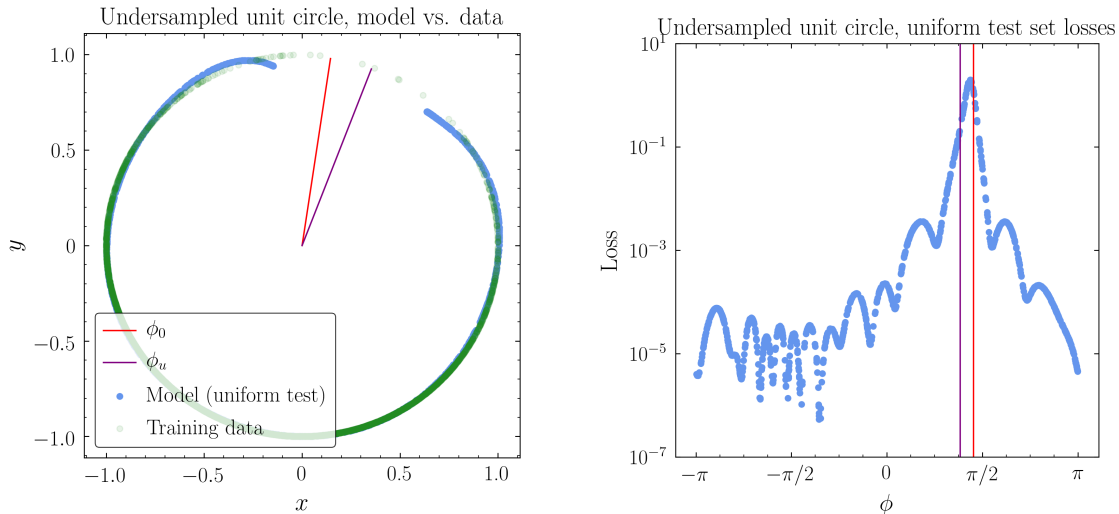 Undersampled unit circle, model vs. data
1.0
0.5
0
−0.5
−1.0
y
ϕ₀
ϕᵤ
Model (uniform test)
Training data
−1.0
−0.5
0
0.5
1.0
x
Undersampled unit circle, uniform test set losses
10¹
10⁻¹
10⁻³
10⁻⁵
10⁻⁷
Loss
−π
−π/2
0
π/2
π
ϕ